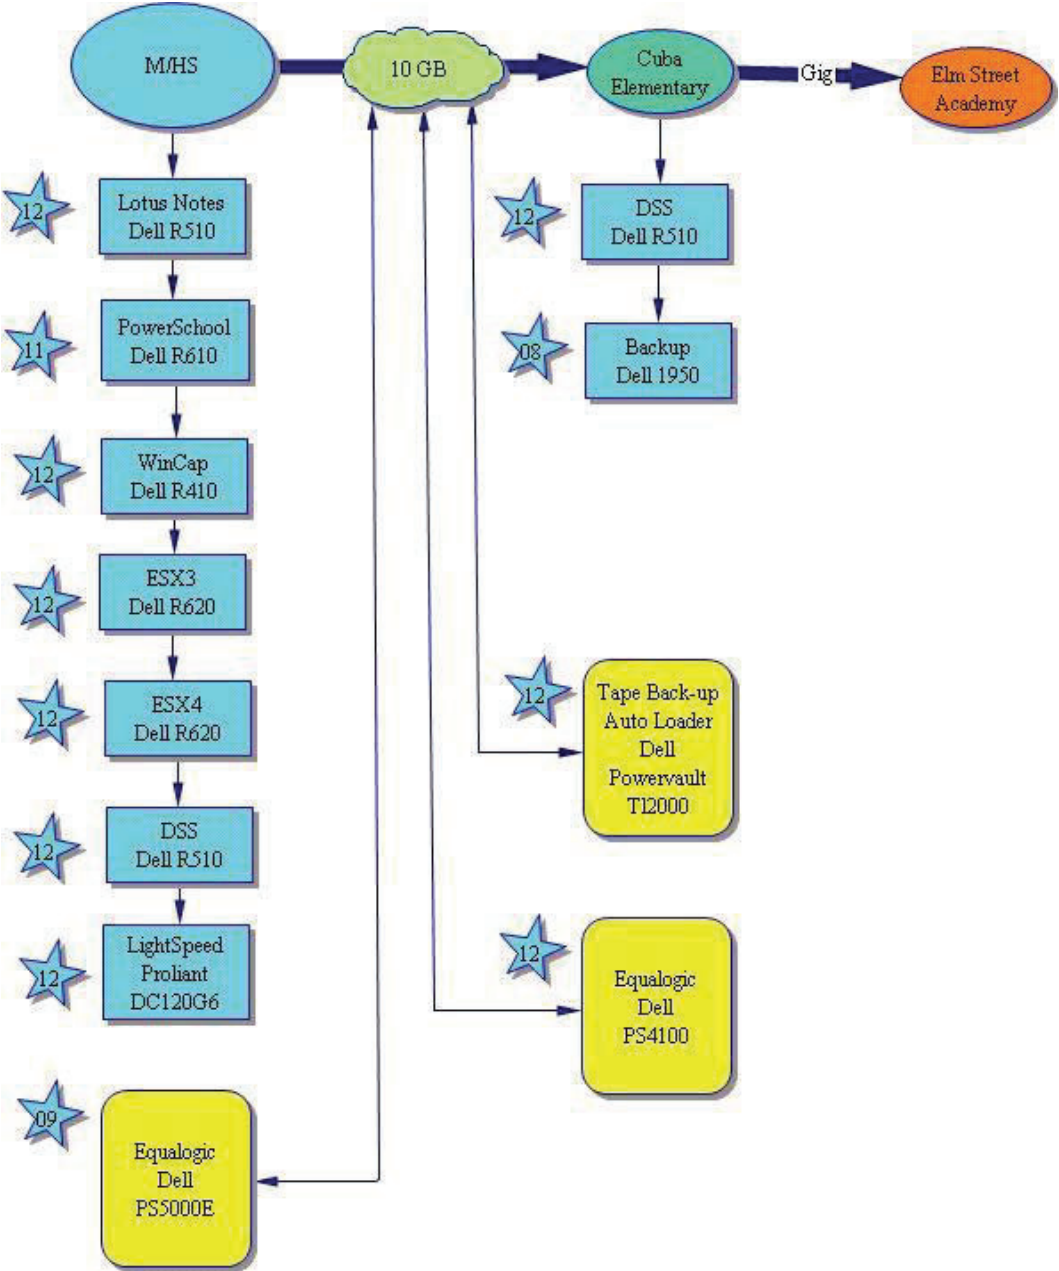 M/HS
10 GB
Cuba
Elementary
Gig
Elm Street
Academy
12
Lotus Notes
Dell R510
11
PowerSchool
Dell R610
12
WinCap
Dell R410
12
ESX3
Dell R620
12
ESX4
Dell R620
12
DSS
Dell R510
12
LightSpeed
Proliant
DC120G6
09
Equalogic
Dell
PS5000E
12
DSS
Dell R510
08
Backup
Dell 1950
12
Tape Back-up
Auto Loader
Dell
Powervault
Tl2000
12
Equalogic
Dell
PS4100